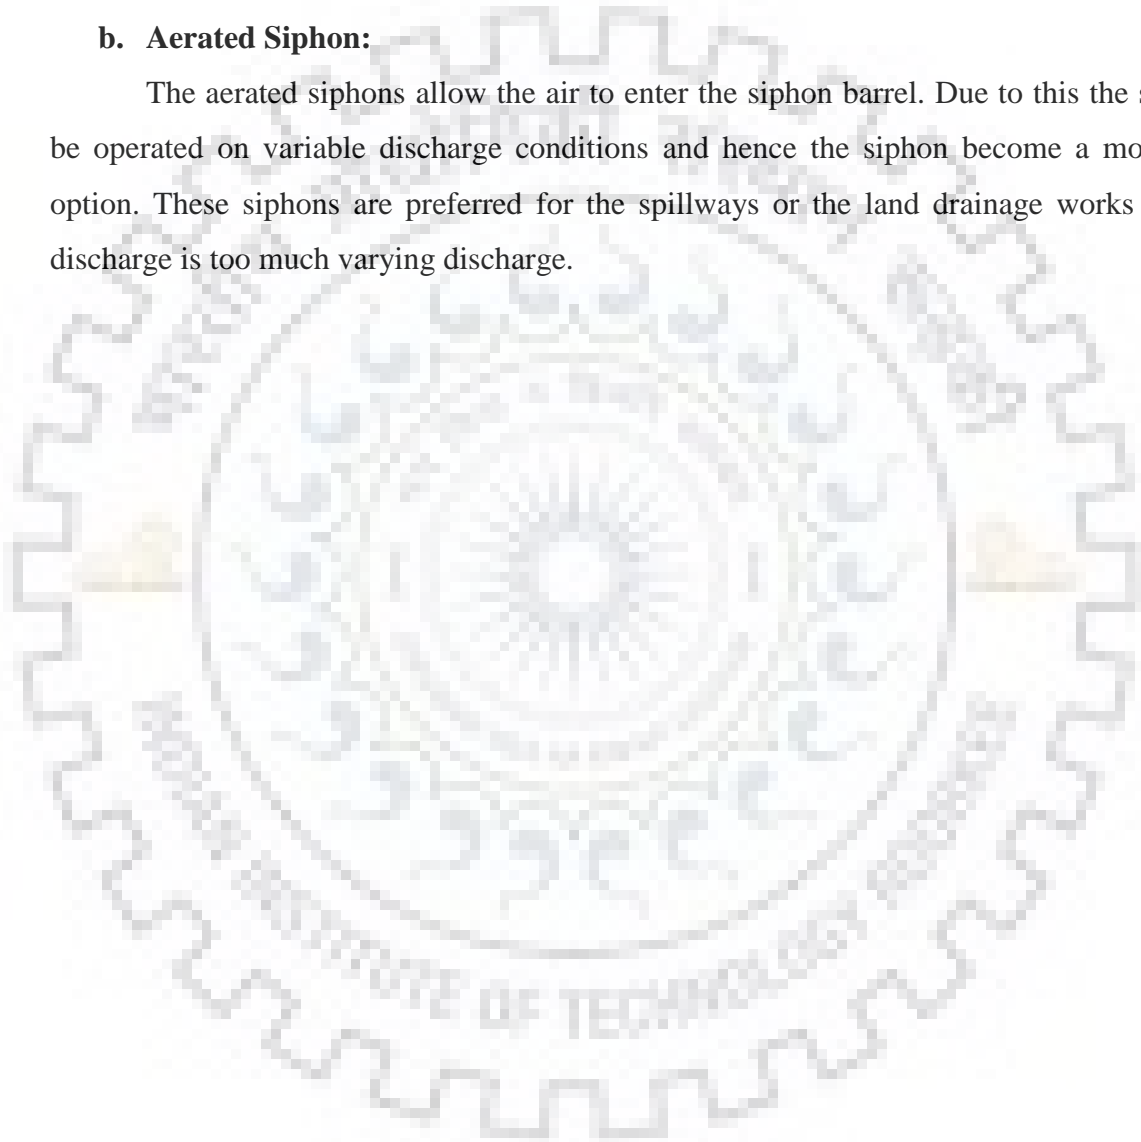 b. Aerated Siphon:
The aerated siphons allow the air to enter the siphon barrel. Due to this the
be operated on variable discharge conditions and hence the siphon become a
option. These siphons are preferred for the spillways or the land drainage works
discharge is too much varying discharge.
OF TECHNOLOGY